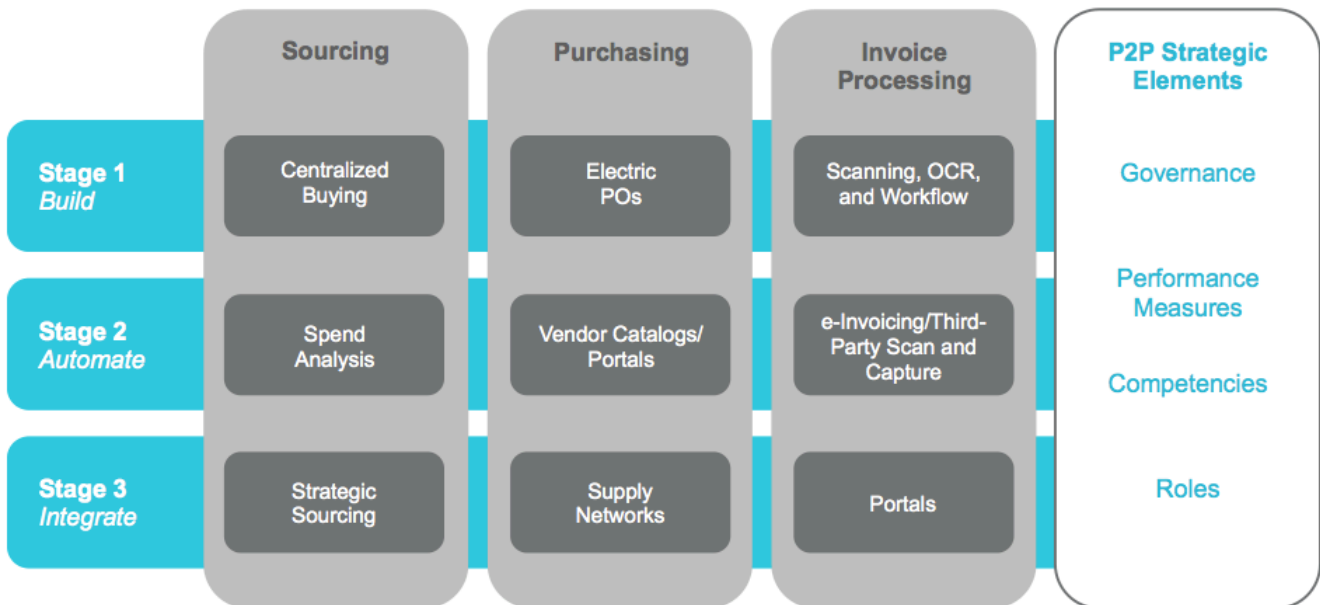 Sourcing
Purchasing
Invoice
Processing
P2P Strategic
Elements
Stage 1
Build
Centralized
Buying
Electric
POs
Scanning, OCR,
and Workflow
Governance
Stage 2
Automate
Spend
Analysis
Vendor Catalogs/
Portals
e-Invoicing/Third-
Party Scan and
Capture
Performance
Measures
Competencies
Stage 3
Integrate
Strategic
Sourcing
Supply
Networks
Portals
Roles